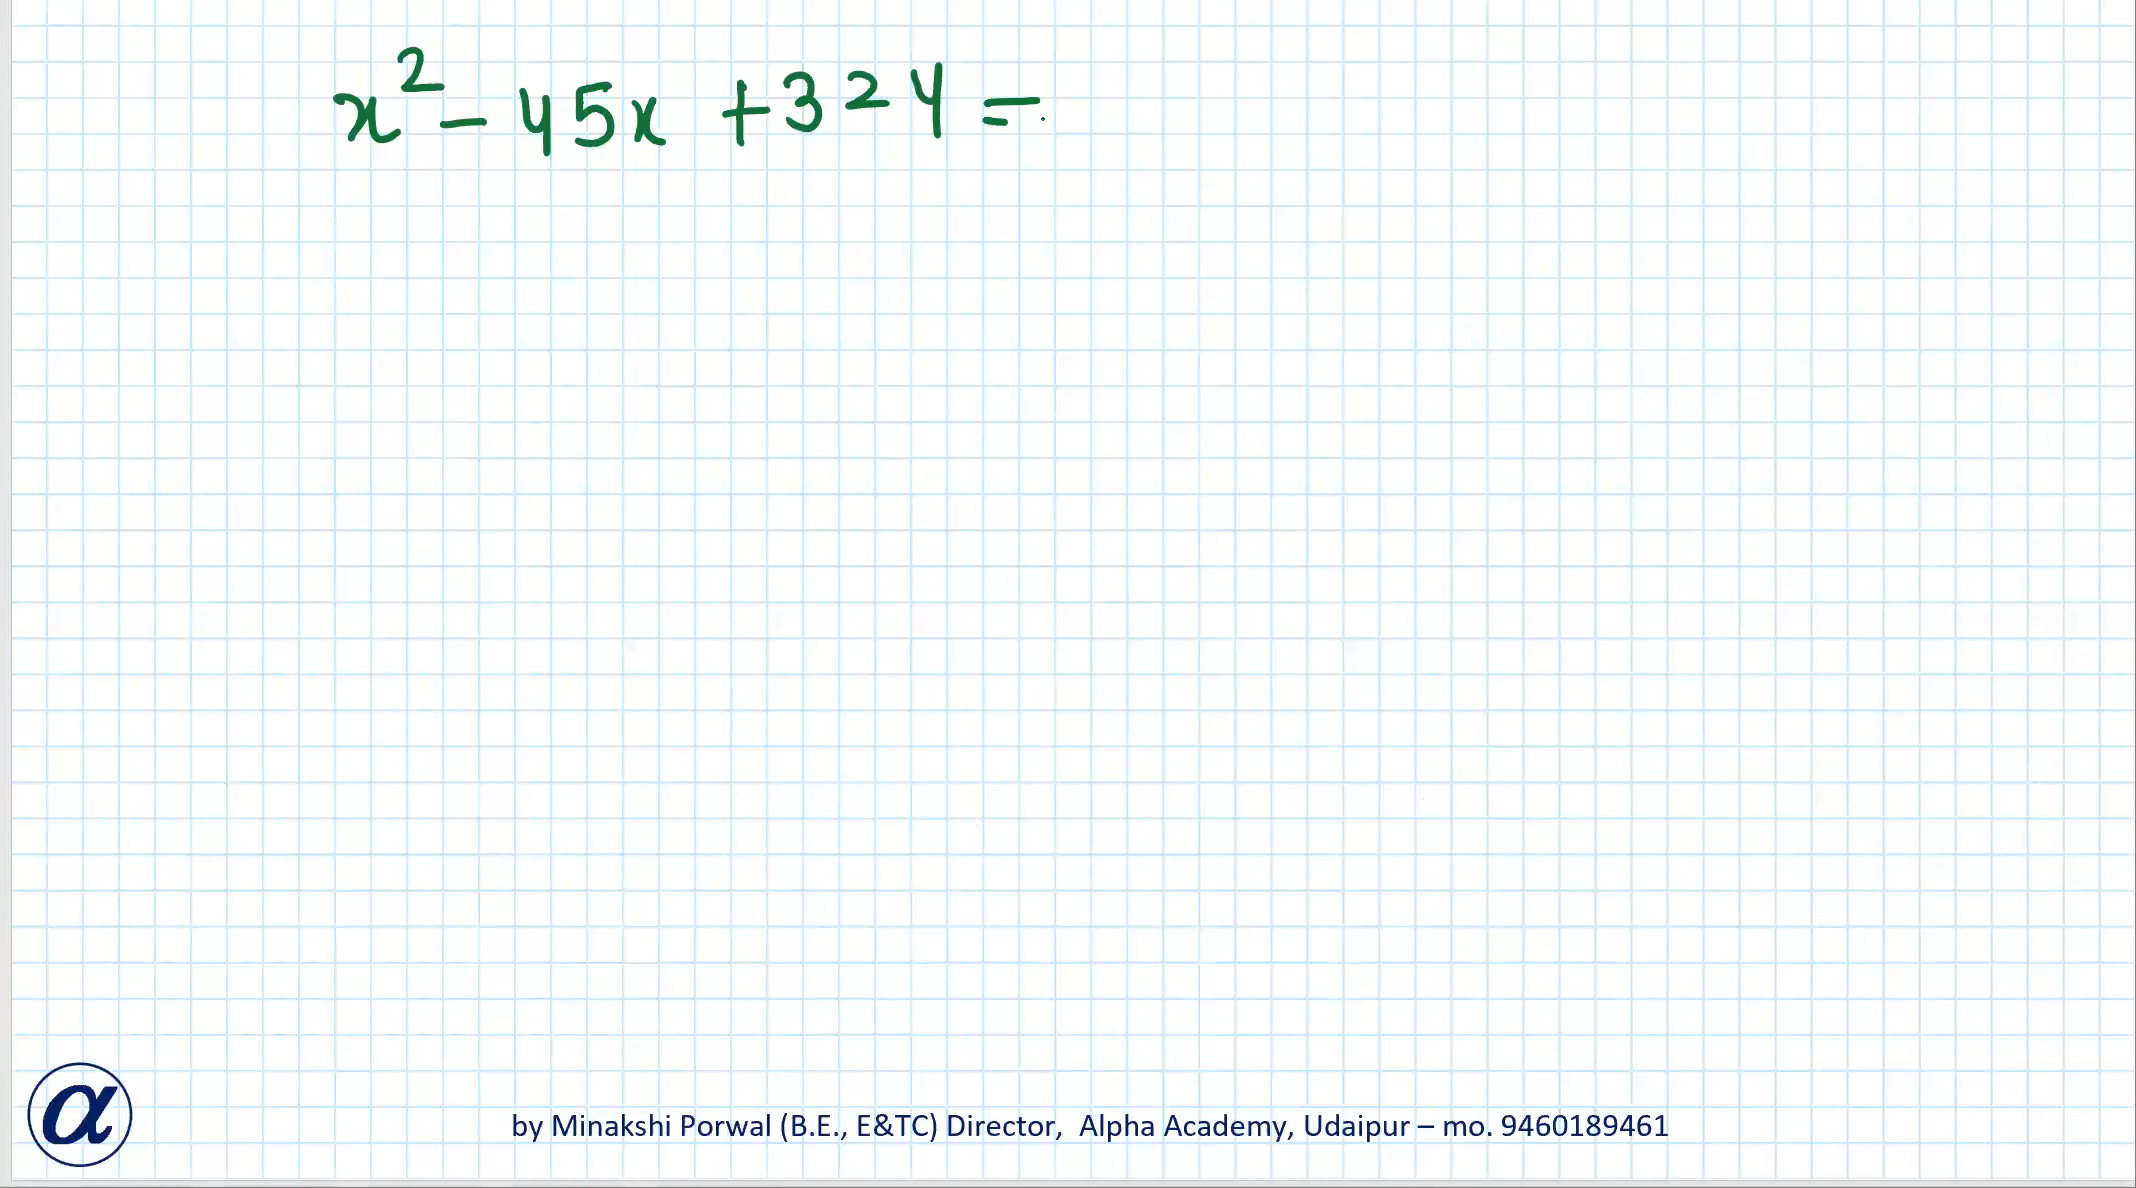 x² - 45x + 324 =
α
by Minakshi Porwal (B.E., E&TC) Director, Alpha Academy, Udaipur – mo. 9460189461